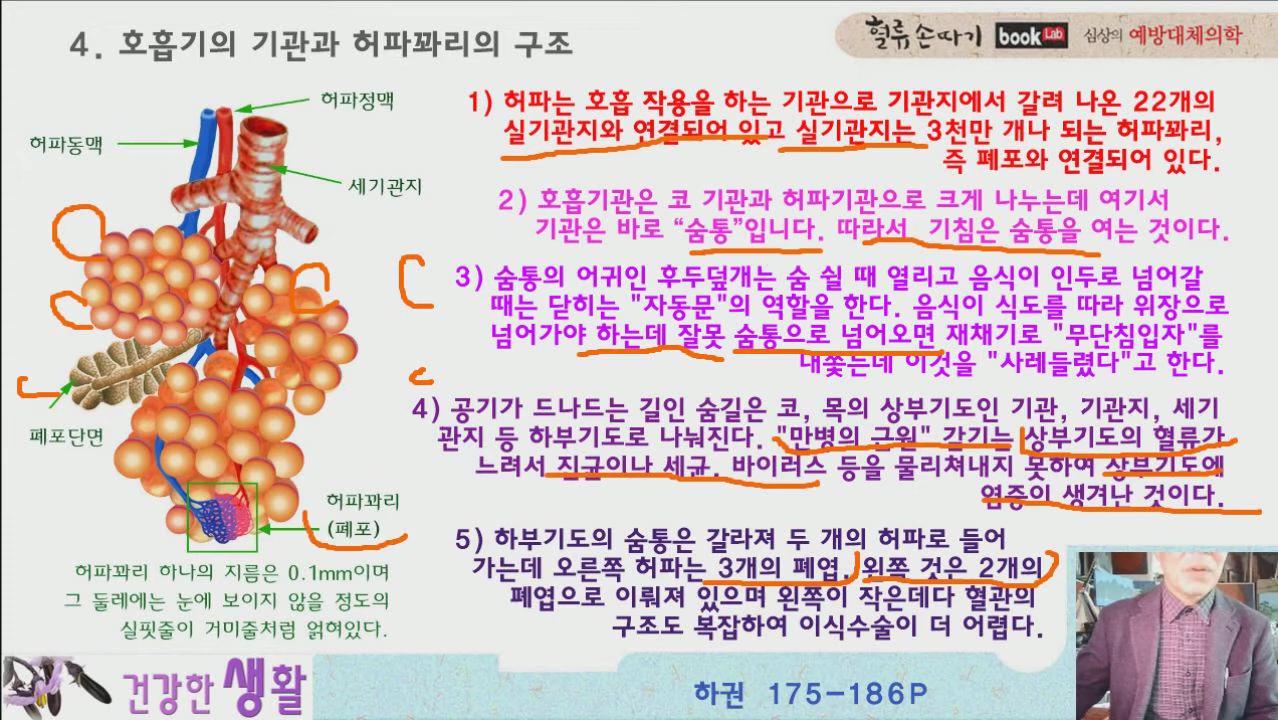 4. 호흡기의 기관과 허파꽈리의 구조
혈류 손따기 book Lab 심상의 예방대체의학
허파정맥
허파동맥
세기관지
폐포단면
허파꽈리
(폐포)
허파꽈리 하나의 지름은 0.1mm이며
그 둘레에는 눈에 보이지 않을 정도의
실핏줄이 거미줄처럼 얽혀있다.
1) 허파는 호흡 작용을 하는 기관으로 기관지에서 갈려 나온 22개의
실기관지와 연결되어 있고 실기관지는 3천만 개나 되는 허파꽈리,
즉 폐포와 연결되어 있다.
2) 호흡기관은 코 기관과 허파기관으로 크게 나누는데 여기서
기관은 바로 “숨통”입니다. 따라서 기침은 숨통을 여는 것이다.
3) 숨통의 어귀인 후두덮개는 숨 쉴 때 열리고 음식이 인두로 넘어갈
때는 닫히는 "자동문"의 역할을 한다. 음식이 식도를 따라 위장으로
넘어가야 하는데 잘못 숨통으로 넘어오면 재채기로 "무단침입자"를
내쫓는데 이것을 "사레들렸다"고 한다.
4) 공기가 드나드는 길인 숨길은 코, 목의 상부기도인 기관, 기관지, 세기
관지 등 하부기도로 나눠진다. "만병의 근원" 감기는 상부기도의 혈류가
느려서 진균이나 세균, 바이러스 등을 물리쳐내지 못하여 상부기도에
염증이 생겨난 것이다.
5) 하부기도의 숨통은 갈라져 두 개의 허파로 들어
가는데 오른쪽 허파는 3개의 폐엽, 왼쪽 것은 2개의
폐엽으로 이뤄져 있으며 왼쪽이 작은데다 혈관의
구조도 복잡하여 이식수술이 더 어렵다.
건강한 생활
하권 175-186P